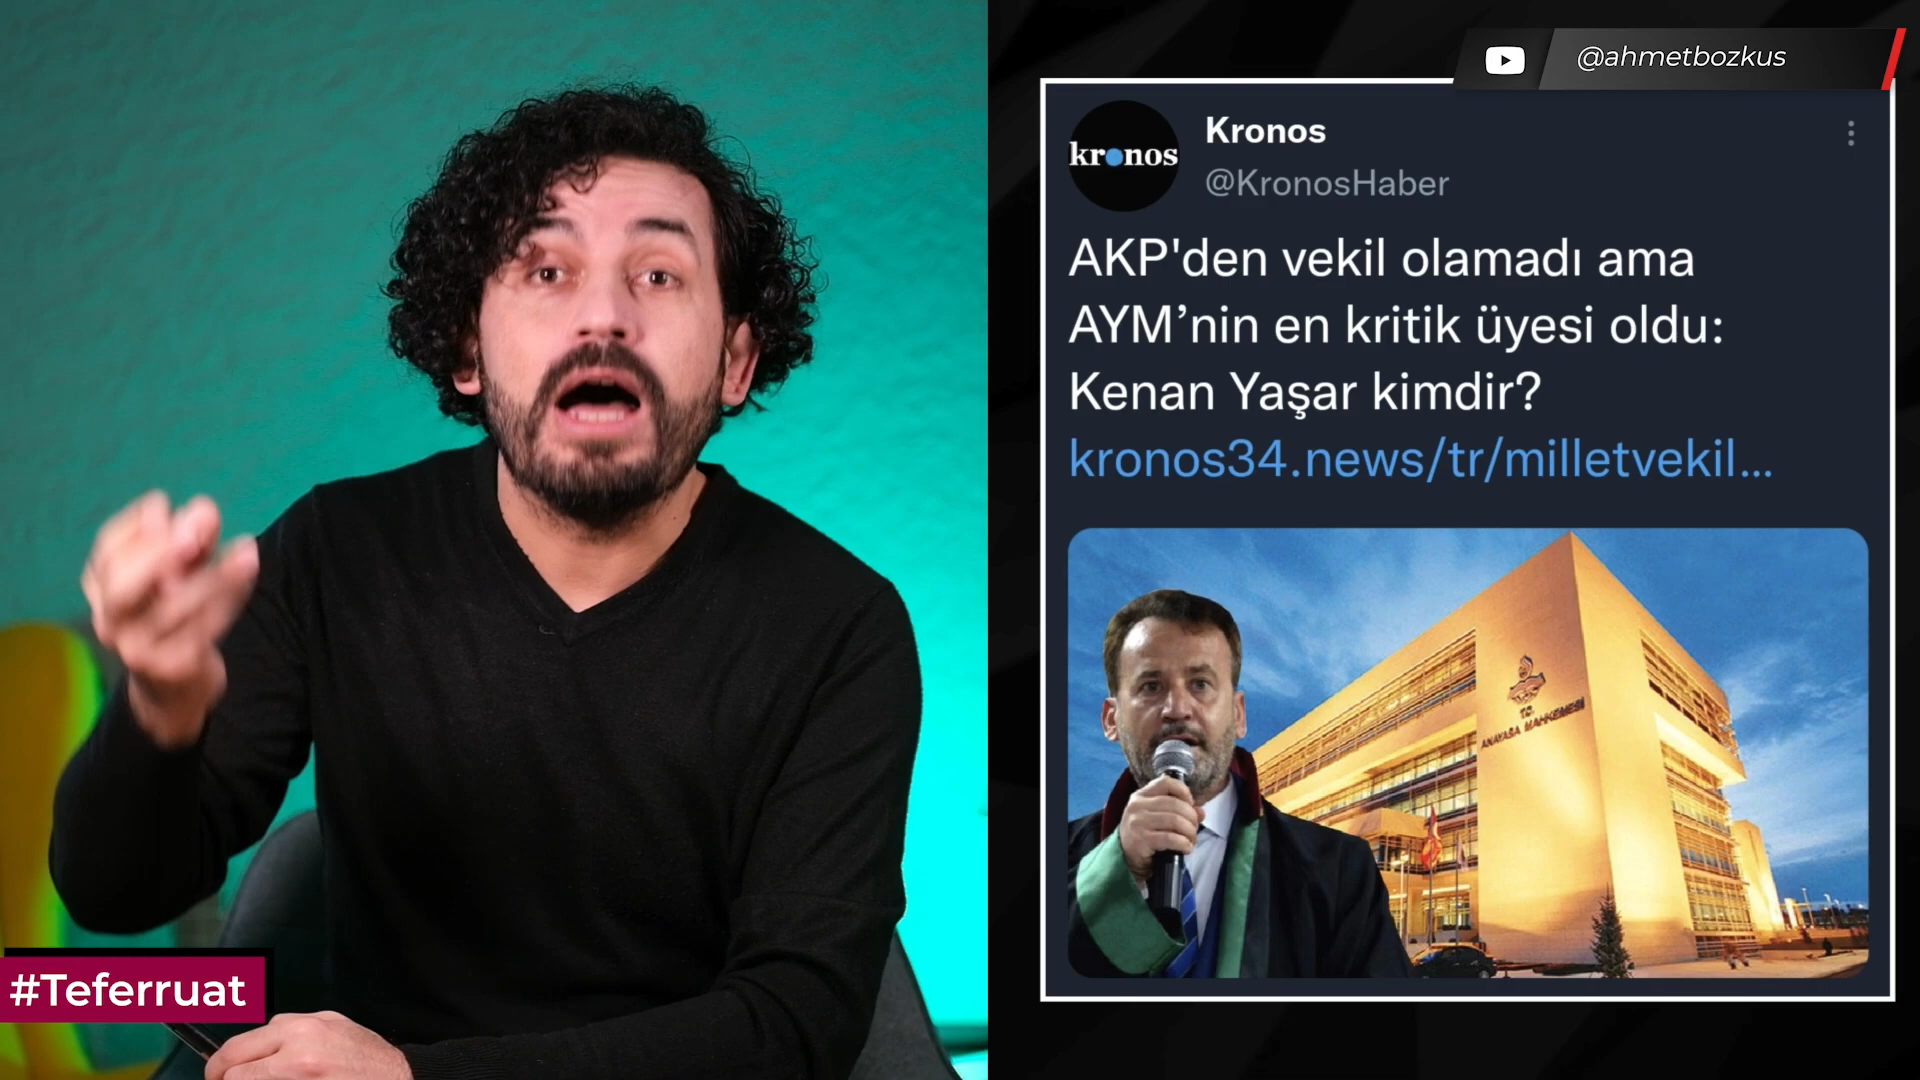 @ahmetbozkus
kronos
Kronos
@KronosHaber
AKP'den vekil olamadı ama
AYM’nin en kritik üyesi oldu:
Kenan Yaşar kimdir?
kronos34.news/tr/milletvekil...
T.C.
ANAYASA MAHKEMESİ
#Teferruat